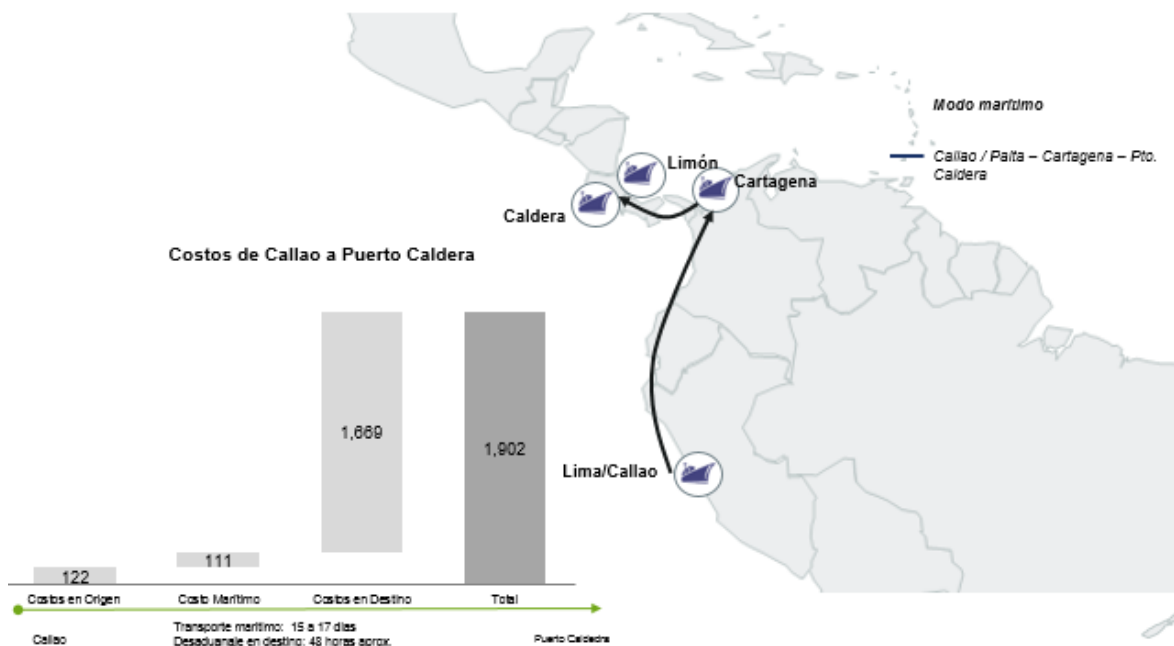 Modo marítimo
Callao / Paita – Cartagena – Pto.
Caldera
Limón
Cartagena
Caldera
Costos de Callao a Puerto Caldera
1,669
1,902
Lima/Callao
111
122
Costos en Origen
Costo Marítimo
Costos en Destino
Total
Transporte marítimo: 15 a 17 días
Callao
Desaduanaje en destino: 48 horas aprox.
Puerto Caldedra